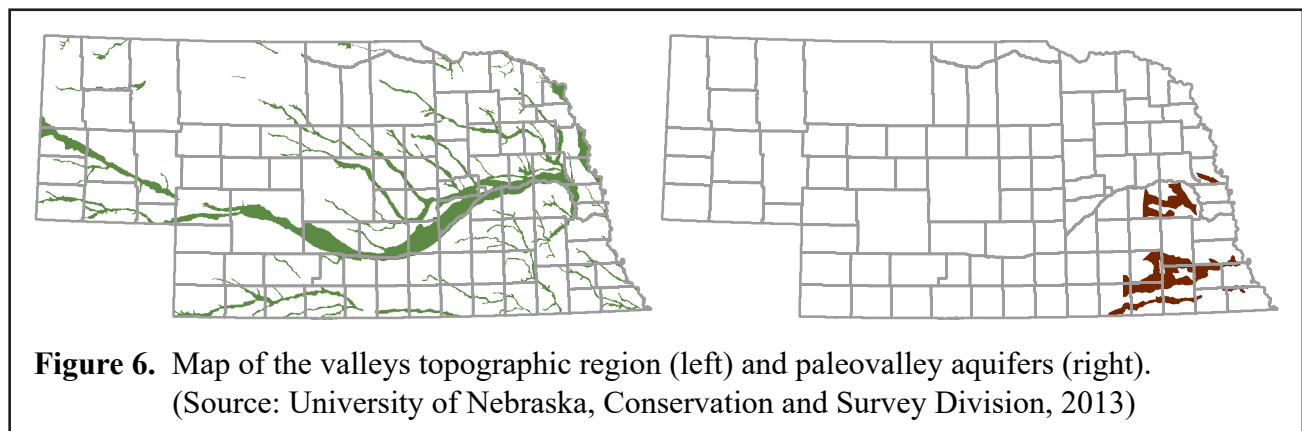 Figure 6. Map of the valleys topographic region (left) and paleovalley aquifers (right).
(Source: University of Nebraska, Conservation and Survey Division, 2013)